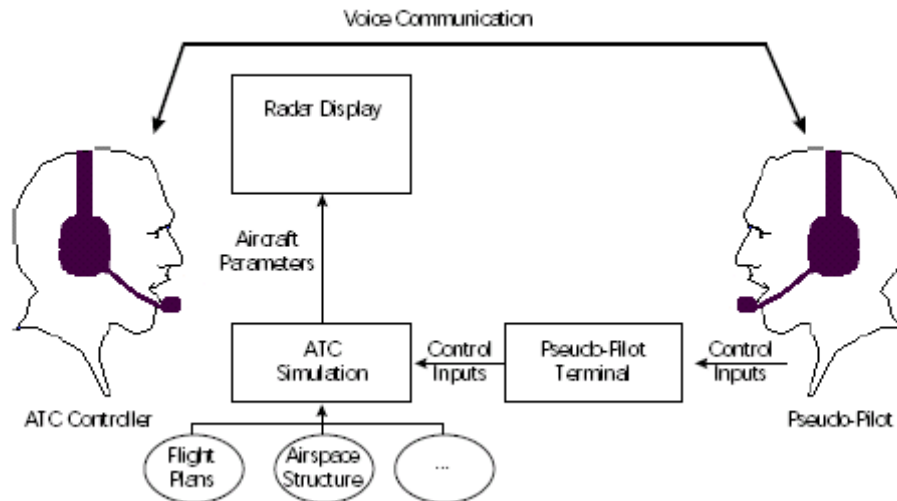 Voice Communication
Radar Display
Aircraft
Parameters
ATC
Simulation
Control
Inputs
Pseudo-Pilot
Terminal
Control
Inputs
ATC Controller
Pseudo-Pilot
Flight
Plans
Airspace
Structure
...